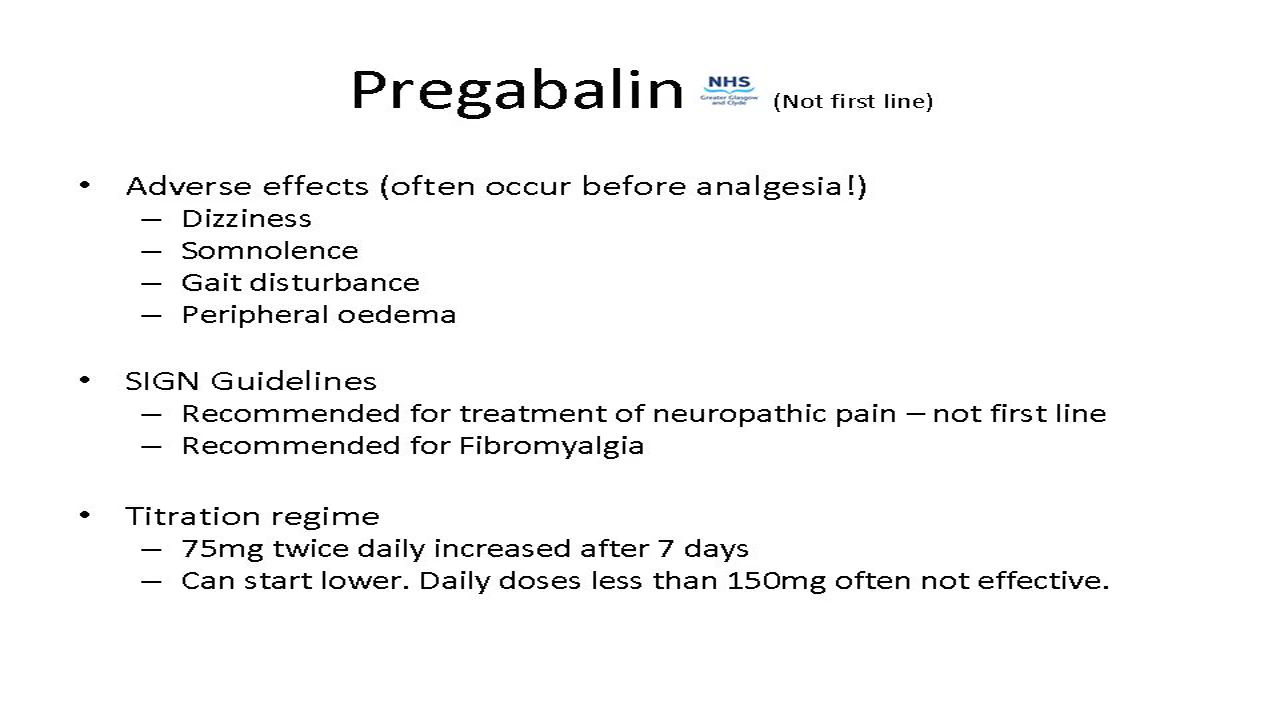 Pregabalin NHS Greater Glasgow and Clyde (Not first line)
• Adverse effects (often occur before analgesia!)
– Dizziness
– Somnolence
– Gait disturbance
– Peripheral oedema
• SIGN Guidelines
– Recommended for treatment of neuropathic pain – not first line
– Recommended for Fibromyalgia
• Titration regime
– 75mg twice daily increased after 7 days
– Can start lower. Daily doses less than 150mg often not effective.